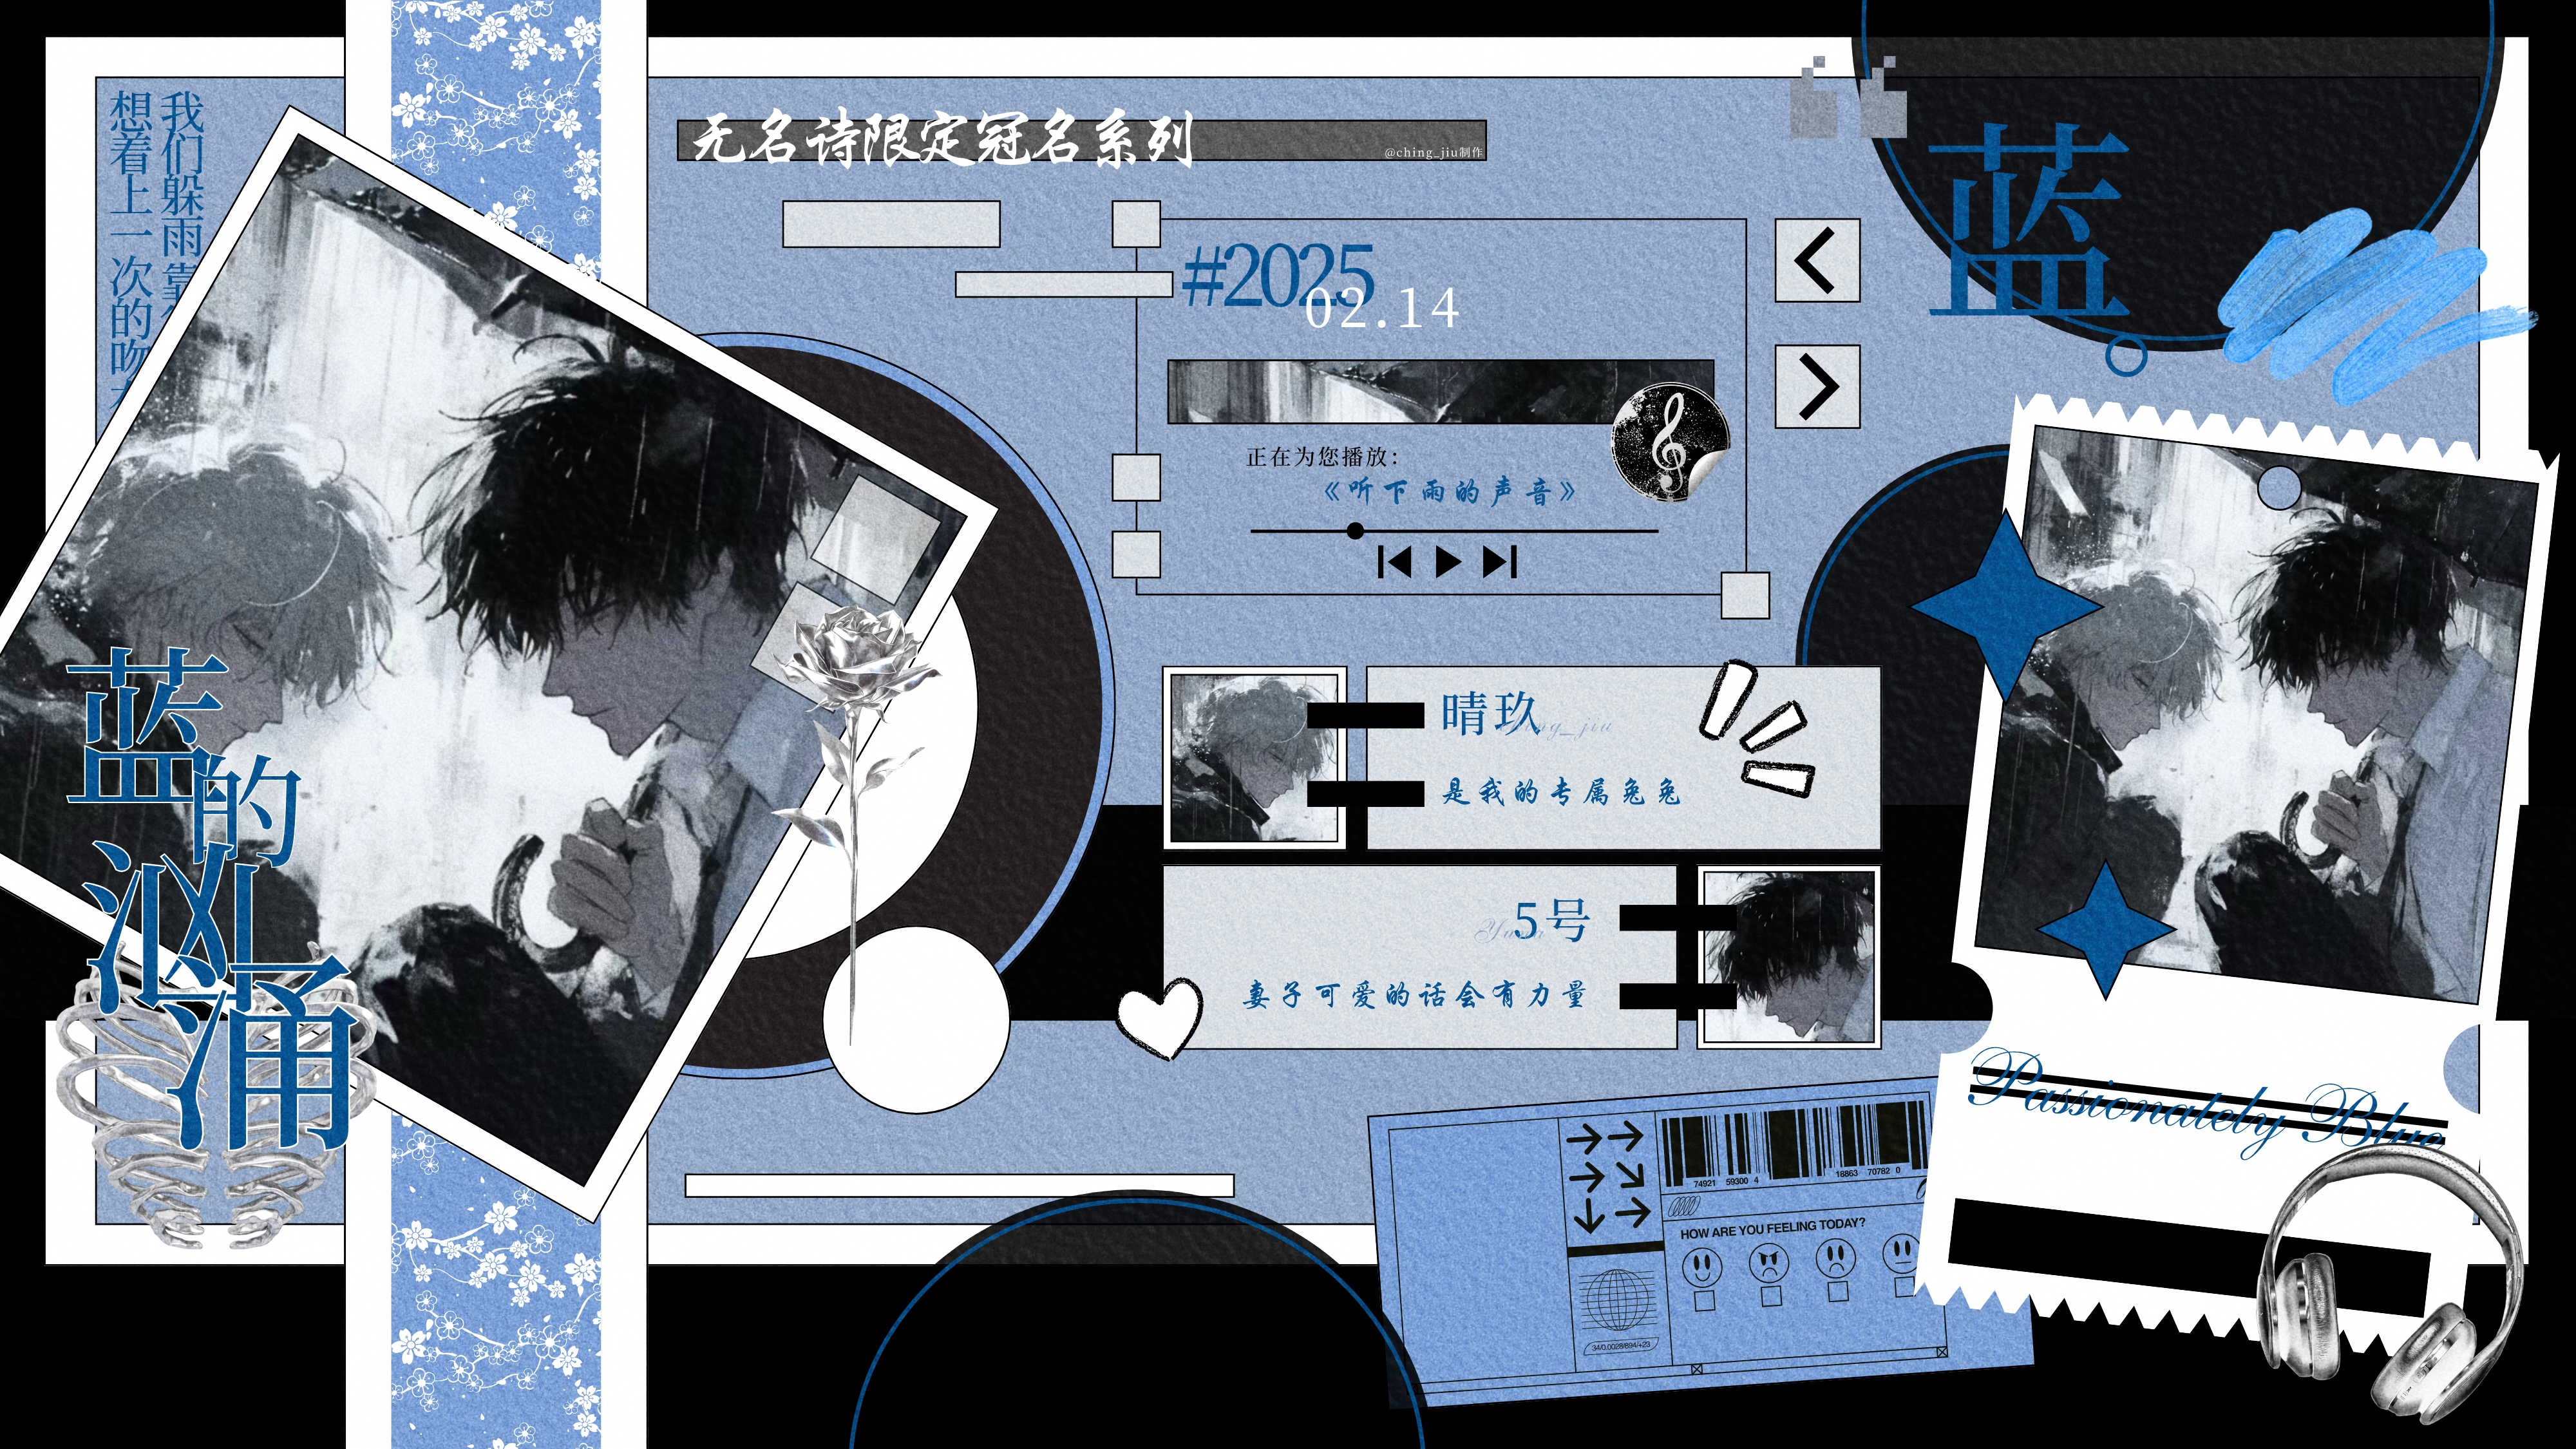 我们躲雨
想着上一次的吻
无名诗限定冠名系列
@ching_jiu制作
#2025
02.14
正在为您播放:
《听下雨的声音》
蓝
晴玖
ching_jiu
是我的专属兔兔
5号
妻子可爱的话会有力量
蓝
的
汹
涌
Passionately Blue
74921 59300 4
18863 70782 0
HOW ARE YOU FEELING TODAY?
34/0.0028/894/+23